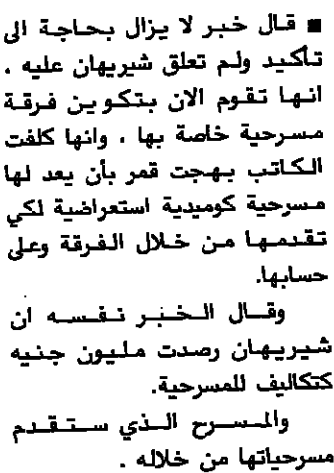 ■ قال خبر لا يزال بحاجة الى
تأكيد ولم تعلق شيريهان عليه ،
انها تقوم الان بتكوين فرقة
مسرحية خاصة بها ، وانها كلفت
الكاتب بهجت قمر بأن يعد لها
مسرحية كوميدية استعراضية لكي
تقدمها من خلال الفرقة وعلى
حسابها.
وقال الخبر نفسه ان
شيريهان رصدت مليون جنيه
كتكاليف للمسرحية.
والمسرح الذي ستقدم
مسرحياتها من خلاله .